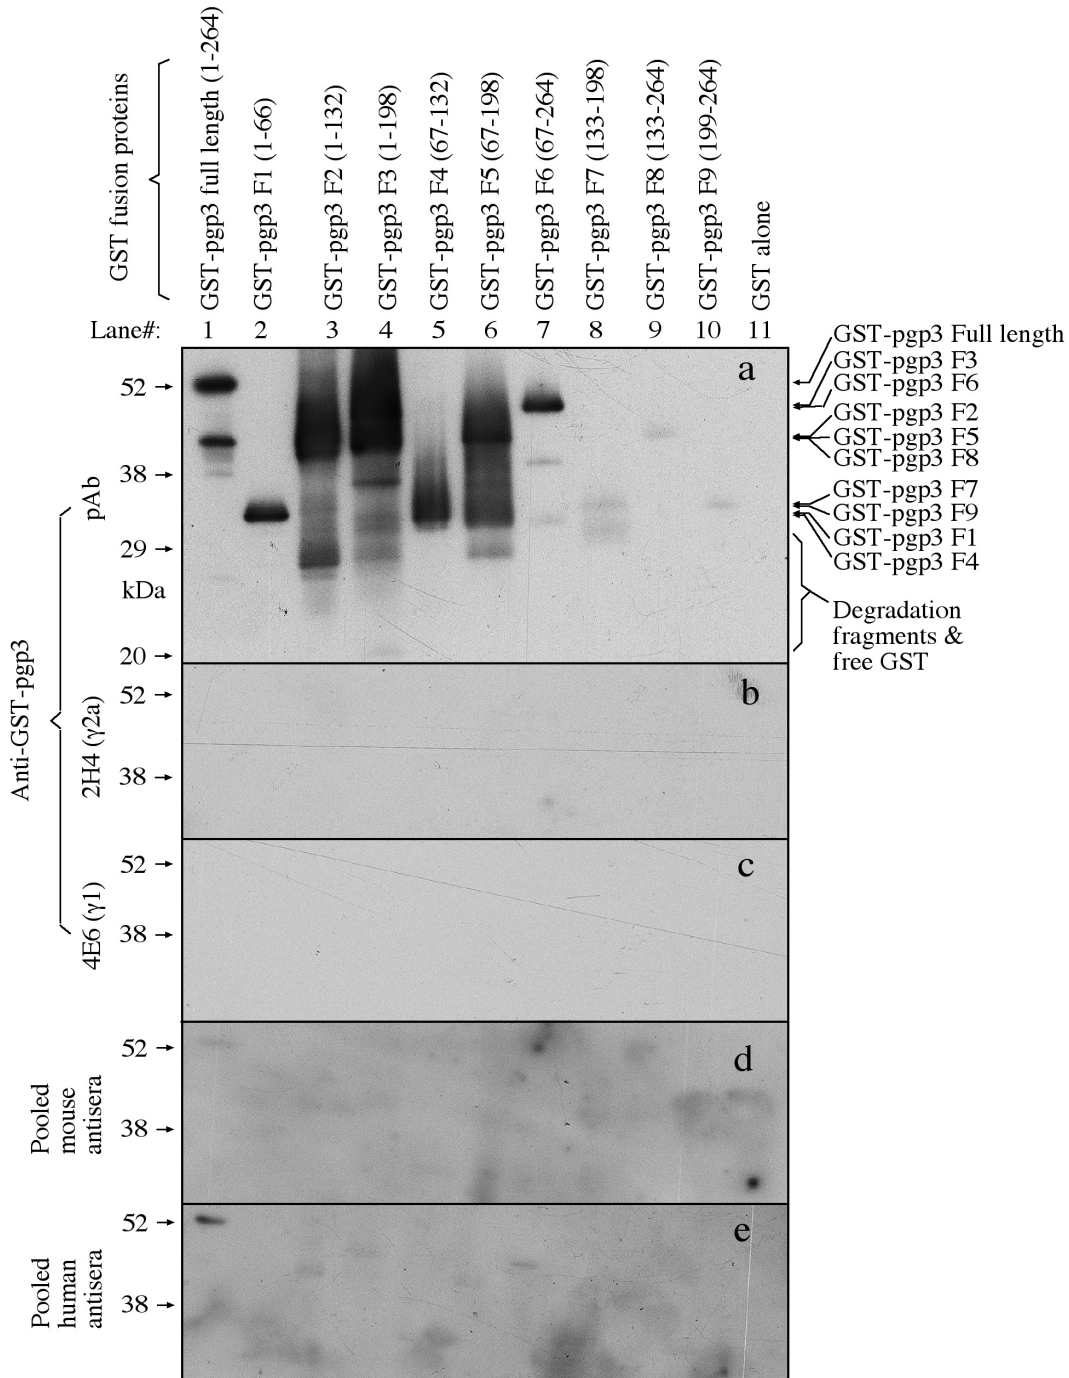 GST fusion proteins
GST-pgp3 full length (1-264)
GST-pgp3 F1 (1-66)
GST-pgp3 F2 (1-132)
GST-pgp3 F3 (1-198)
GST-pgp3 F4 (67-132)
GST-pgp3 F5 (67-198)
GST-pgp3 F6 (67-264)
GST-pgp3 F7 (133-198)
GST-pgp3 F8 (133-264)
GST-pgp3 F9 (199-264)
GST alone
Lane#: 1 2 3 4 5 6 7 8 9 10 11
a
52
38
29
kDa
20
pAb
GST-pgp3 Full length
GST-pgp3 F3
GST-pgp3 F6
GST-pgp3 F2
GST-pgp3 F5
GST-pgp3 F8
GST-pgp3 F7
GST-pgp3 F9
GST-pgp3 F1
GST-pgp3 F4
Degradation
fragments &
free GST
Anti-GST-pgp3
2H4 (γ2a)
b
52
38
4E6 (γ1)
c
52
38
Pooled
mouse
antisera
d
52
38
Pooled
human
antisera
e
52
38